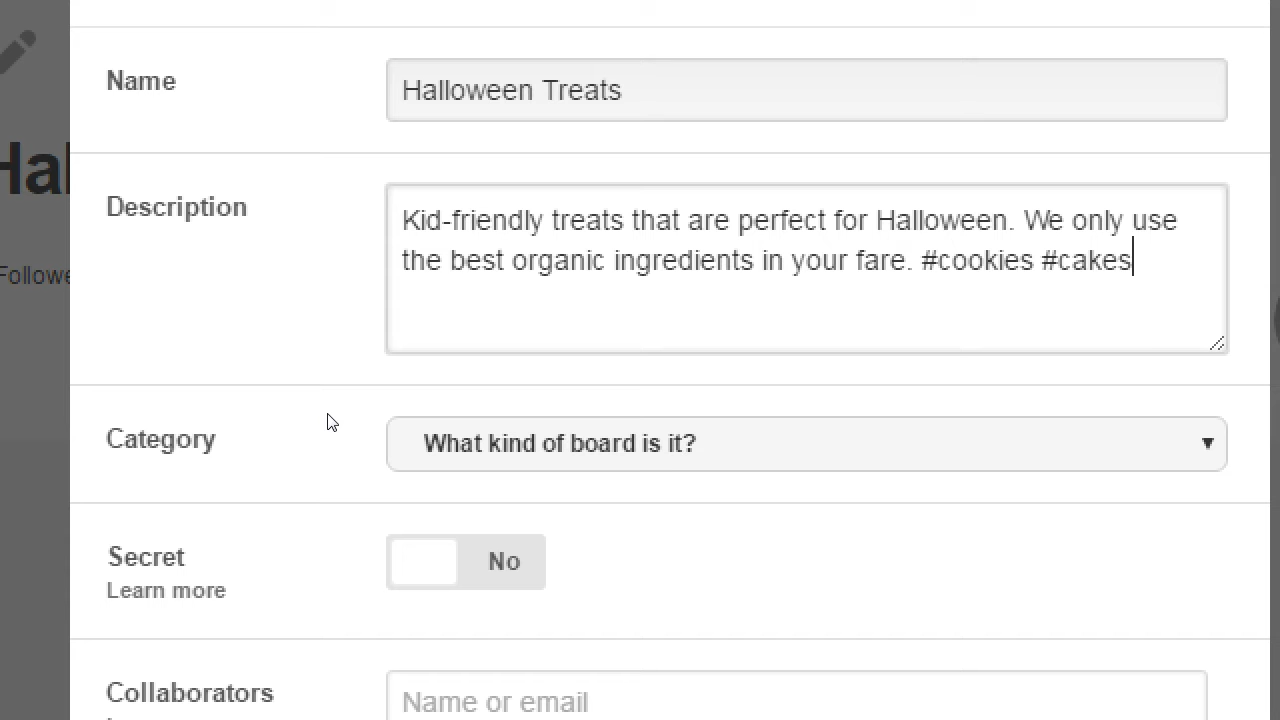 Hal
Followe
Name
Halloween Treats
Description
Kid-friendly treats that are perfect for Halloween. We only use
the best organic ingredients in your fare. #cookies #cakes
Category
What kind of board is it?
Secret
No
Learn more
Collaborators
Name or email